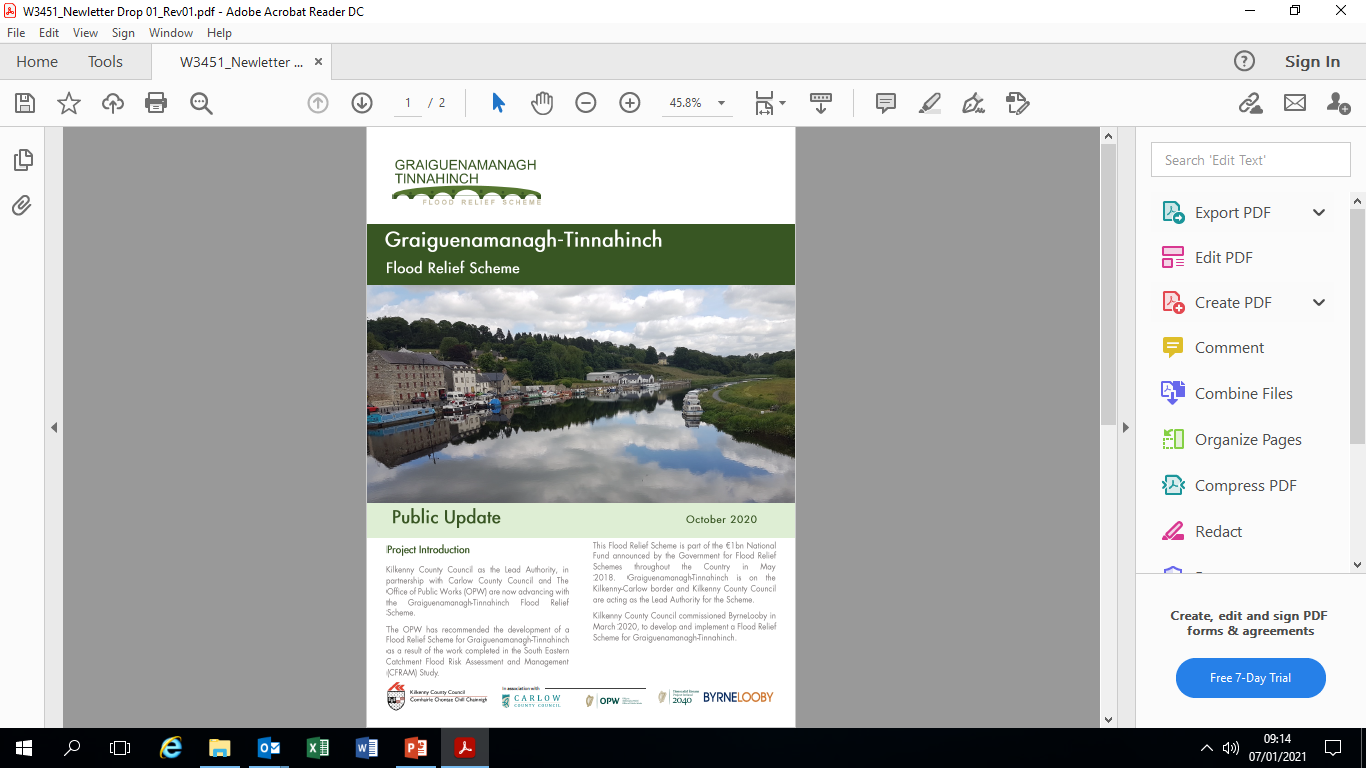 W3451_Newletter Drop 01_Rev01.pdf - Adobe Acrobat Reader DC
File Edit View Sign Window Help
Home Tools W3451_Newletter ... × Sign In
1 / 2 45.8%
GRAIGUENAMANAGH
TINNAHINCH
FLOOD RELIEF SCHEME
Graiguenamanagh-Tinnahinch
Flood Relief Scheme
Public Update October 2020
Project Introduction
Kilkenny County Council as the Lead Authority, in
partnership with Carlow County Council and The
Office of Public Works (OPW) are now advancing with
the Graiguenamanagh-Tinnahinch Flood Relief
Scheme.
The OPW has recommended the development of a
Flood Relief Scheme for Graiguenamanagh-Tinnahinch
as a result of the work completed in the South Eastern
Catchment Flood Risk Assessment and Management
(CFRAM) Study.
This Flood Relief Scheme is part of the €1bn National
Fund announced by the Government for Flood Relief
Schemes throughout the Country in May
2018. Graiguenamanagh-Tinnahinch is on the
Kilkenny-Carlow border and Kilkenny County Council
are acting as the Lead Authority for the Scheme.
Kilkenny County Council commissioned ByrneLooby in
March 2020, to develop and implement a Flood Relief
Scheme for Graiguenamanagh-Tinnahinch.
Kilkenny County Council
Comhairle Chontae Chill Chainnigh
In association with
CARLOW
COUNTY COUNCIL
OPW
2040
BYRNELOOBY
Search 'Edit Text'
Export PDF
Edit PDF
Create PDF
Comment
Combine Files
Organize Pages
Compress PDF
Redact
Create, edit and sign PDF
forms & agreements
Free 7-Day Trial
09:14
07/01/2021